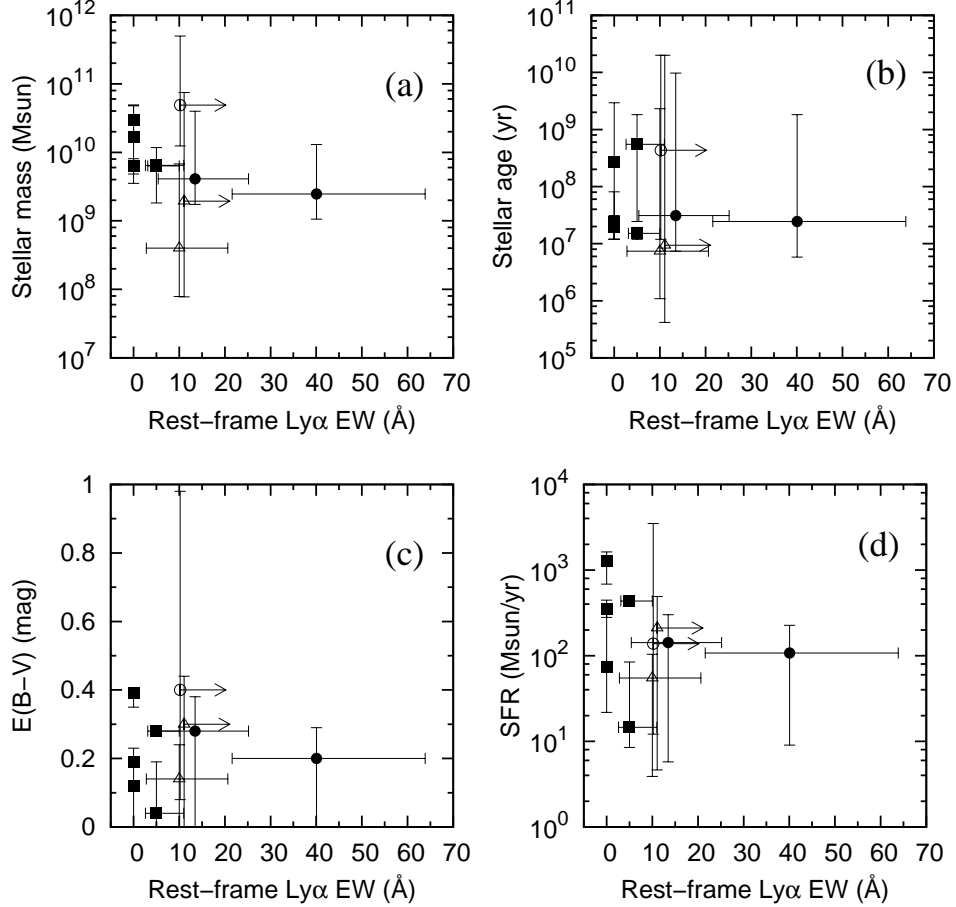 10^12
10^11
10^10
10^9
10^8
10^7
Stellar mass (Msun)
(a)
0 10 20 30 40 50 60 70
Rest−frame Lyα EW (Å)
10^11
10^10
10^9
10^8
10^7
10^6
10^5
Stellar age (yr)
(b)
0 10 20 30 40 50 60 70
Rest−frame Lyα EW (Å)
1
0.8
0.6
0.4
0.2
0
E(B−V) (mag)
(c)
0 10 20 30 40 50 60 70
Rest−frame Lyα EW (Å)
10^4
10^3
10^2
10^1
10^0
SFR (Msun/yr)
(d)
0 10 20 30 40 50 60 70
Rest−frame Lyα EW (Å)